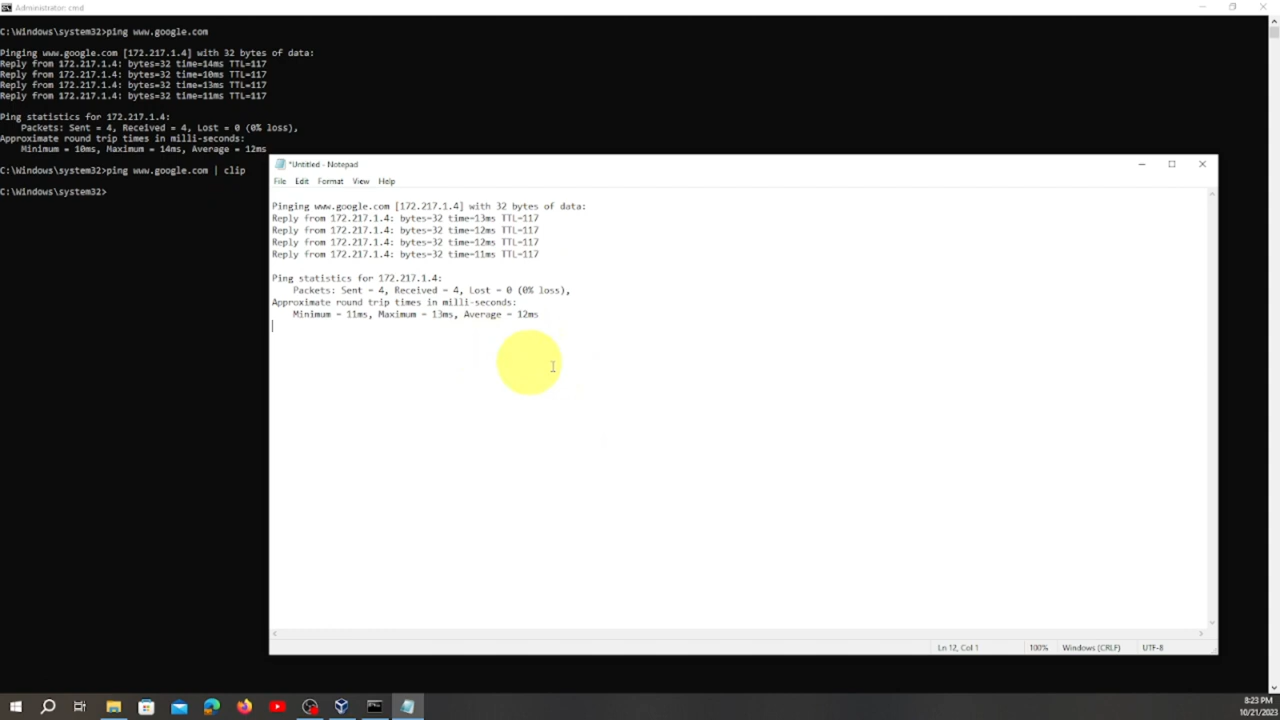 Administrator: cmd
C:\Windows\system32>ping www.google.com
Pinging www.google.com [172.217.1.4] with 32 bytes of data:
Reply from 172.217.1.4: bytes=32 time=14ms TTL=117
Reply from 172.217.1.4: bytes=32 time=10ms TTL=117
Reply from 172.217.1.4: bytes=32 time=13ms TTL=117
Reply from 172.217.1.4: bytes=32 time=11ms TTL=117
Ping statistics for 172.217.1.4:
Packets: Sent = 4, Received = 4, Lost = 0 (0% loss),
Approximate round trip times in milli-seconds:
Minimum = 10ms, Maximum = 14ms, Average = 12ms
C:\Windows\system32>ping www.google.com | clip
C:\Windows\system32>
*Untitled - Notepad
File Edit Format View Help
Pinging www.google.com [172.217.1.4] with 32 bytes of data:
Reply from 172.217.1.4: bytes=32 time=13ms TTL=117
Reply from 172.217.1.4: bytes=32 time=12ms TTL=117
Reply from 172.217.1.4: bytes=32 time=12ms TTL=117
Reply from 172.217.1.4: bytes=32 time=11ms TTL=117
Ping statistics for 172.217.1.4:
Packets: Sent = 4, Received = 4, Lost = 0 (0% loss),
Approximate round trip times in milli-seconds:
Minimum = 11ms, Maximum = 13ms, Average = 12ms
Ln 12, Col 1 100% Windows (CRLF) UTF-8
8:23 PM
10/21/2023